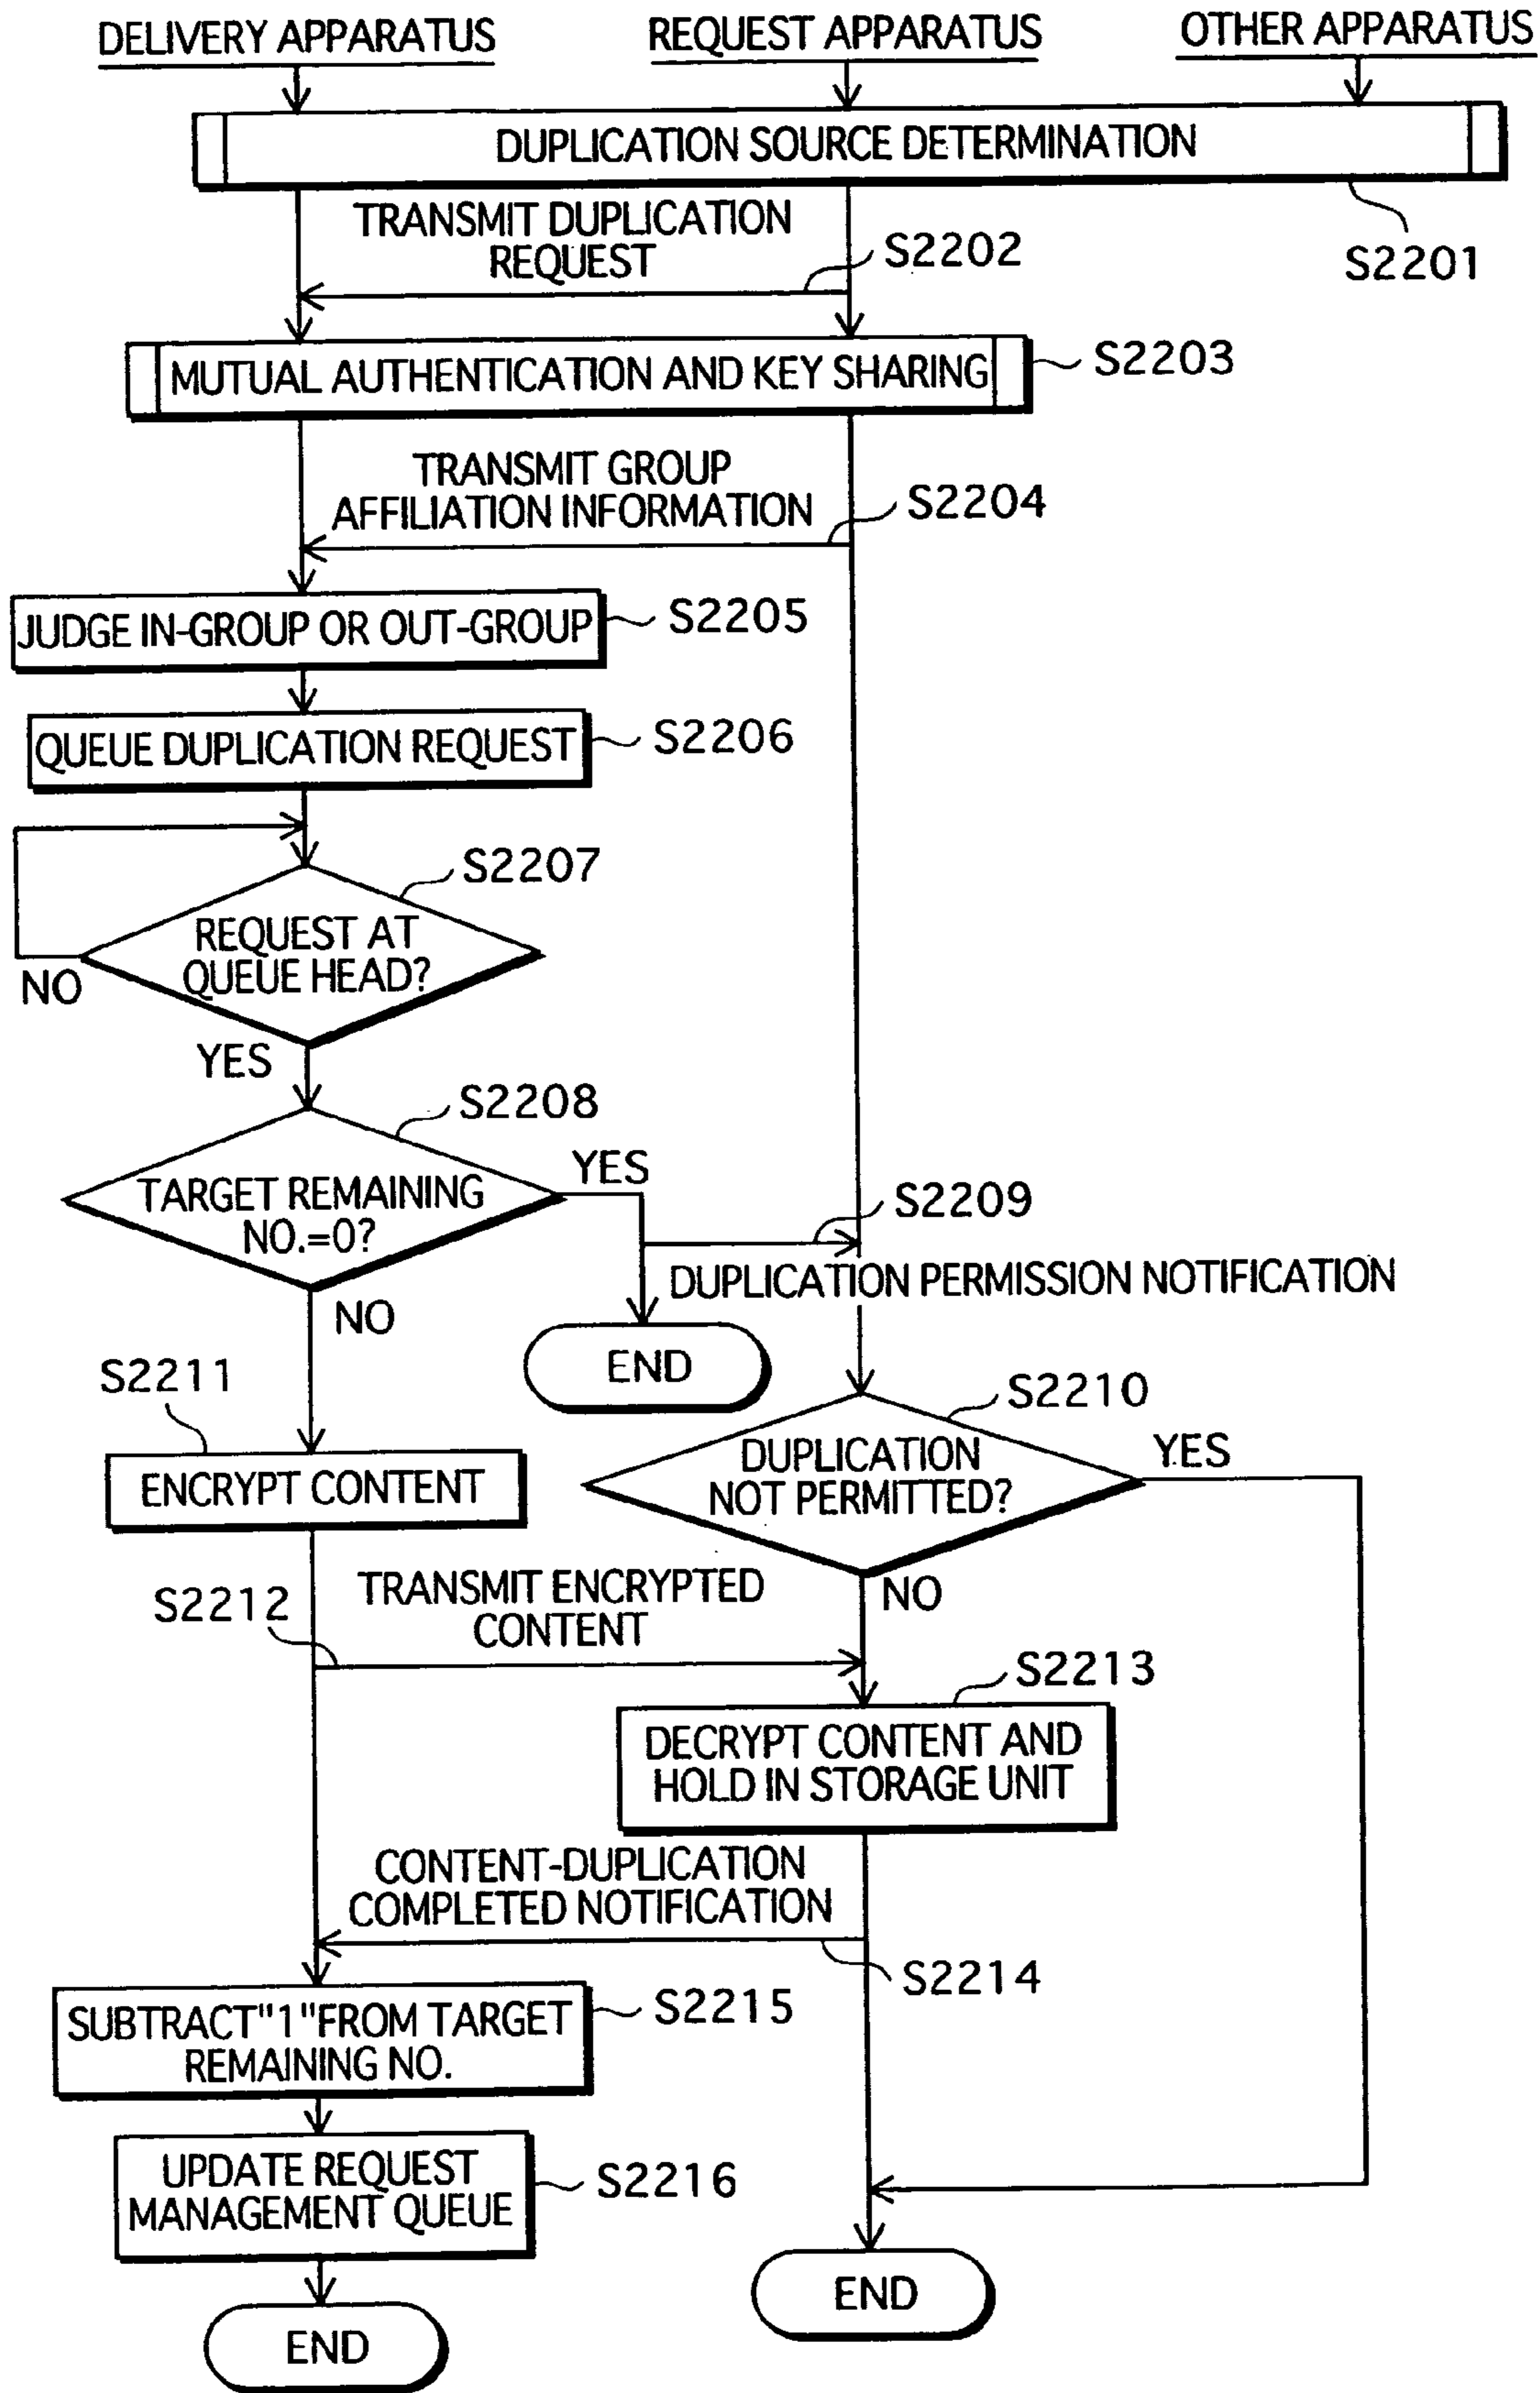 DELIVERY APPARATUS
REQUEST APPARATUS
OTHER APPARATUS
DUPLICATION SOURCE DETERMINATION
S2201
TRANSMIT DUPLICATION
REQUEST
S2202
MUTUAL AUTHENTICATION AND KEY SHARING
S2203
TRANSMIT GROUP
AFFILIATION INFORMATION
S2204
JUDGE IN-GROUP OR OUT-GROUP
S2205
QUEUE DUPLICATION REQUEST
S2206
S2207
REQUEST AT
QUEUE HEAD?
NO
YES
S2208
TARGET REMAINING
NO.=0?
YES
NO
S2209
DUPLICATION PERMISSION NOTIFICATION
END
S2210
DUPLICATION
NOT PERMITTED?
YES
NO
S2211
ENCRYPT CONTENT
S2212
TRANSMIT ENCRYPTED
CONTENT
S2213
DECRYPT CONTENT AND
HOLD IN STORAGE UNIT
CONTENT-DUPLICATION
COMPLETED NOTIFICATION
S2214
SUBTRACT"1"FROM TARGET
REMAINING NO.
S2215
UPDATE REQUEST
MANAGEMENT QUEUE
S2216
END
END